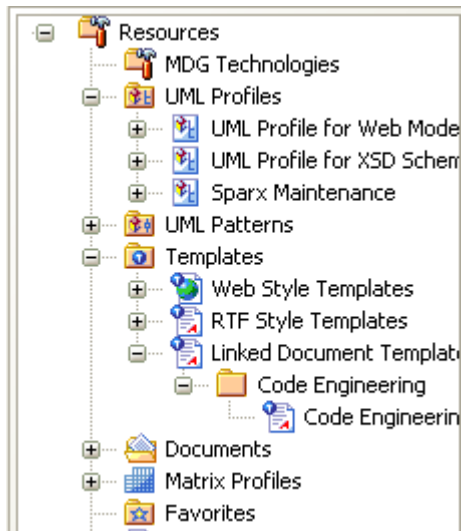 Resources
MDG Technologies
UML Profiles
UML Profile for Web Mode
UML Profile for XSD Schem
Sparx Maintenance
UML Patterns
Templates
Web Style Templates
RTF Style Templates
Linked Document Templat
Code Engineering
Code Engineerin
Documents
Matrix Profiles
Favorites